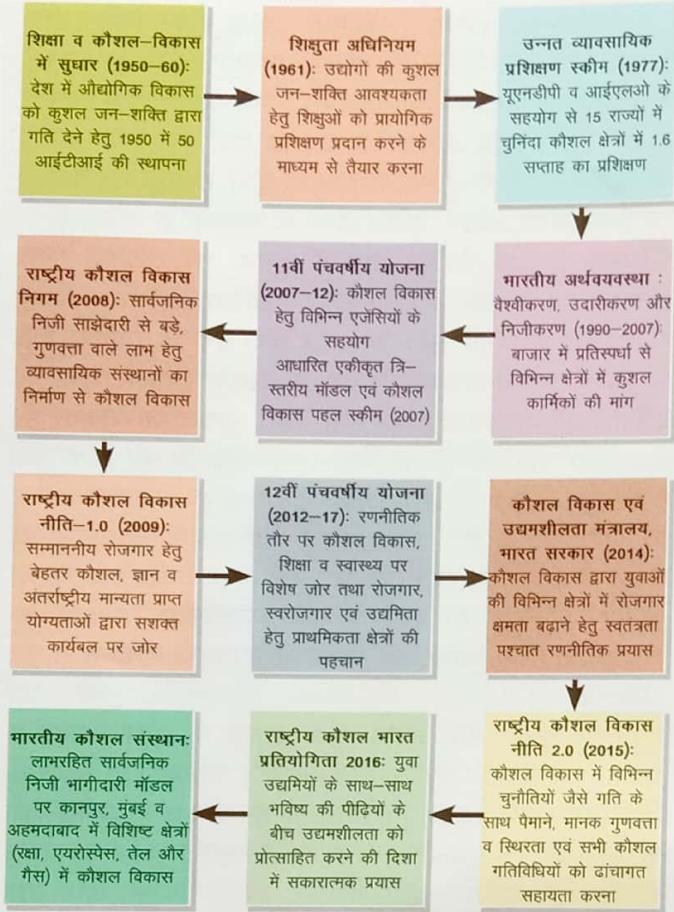 शिक्षा व कौशल–विकास
में सुधार (1950–60):
देश में औद्योगिक विकास
को कुशल जन–शक्ति द्वारा
गति देने हेतु 1950 में 50
आईटीआई की स्थापना
शिक्षुता अधिनियम
(1961): उद्योगों की कुशल
जन–शक्ति आवश्यकता
हेतु शिक्षुओं को प्रायोगिक
प्रशिक्षण प्रदान करने के
माध्यम से तैयार करना
उन्नत व्यावसायिक
प्रशिक्षण स्कीम (1977):
यूएनडीपी व आईएलओ के
सहयोग से 15 राज्यों में
चुनिंदा कौशल क्षेत्रों में 1.6
सप्ताह का प्रशिक्षण
भारतीय अर्थवयवस्था :
वैश्वीकरण, उदारीकरण और
निजीकरण (1990-2007):
बाजार में प्रतिस्पर्धा से
विभिन्न क्षेत्रों में कुशल
कार्मिकों की मांग
11वीं पंचवर्षीय योजना
(2007–12): कौशल विकास
हेतु विभिन्न एजेंसियों के
सहयोग
आधारित एकीकृत त्रि–
स्तरीय मॉडल एवं कौशल
विकास पहल स्कीम (2007)
राष्ट्रीय कौशल विकास
निगम (2008): सार्वजनिक
निजी साझेदारी से बड़े,
गुणवत्ता वाले लाभ हेतु
व्यावसायिक संस्थानों का
निर्माण से कौशल विकास
राष्ट्रीय कौशल विकास
नीति–1.0 (2009):
सम्माननीय रोजगार हेतु
बेहतर कौशल, ज्ञान व
अंतर्राष्ट्रीय मान्यता प्राप्त
योग्यताओं द्वारा सशक्त
कार्यबल पर जोर
12वीं पंचवर्षीय योजना
(2012–17): रणनीतिक
तौर पर कौशल विकास,
शिक्षा व स्वास्थ्य पर
विशेष जोर तथा रोजगार,
स्वरोजगार एवं उद्यमिता
हेतु प्राथमिकता क्षेत्रों की
पहचान
कौशल विकास एवं
उद्यमशीलता मंत्रालय,
भारत सरकार (2014):
कौशल विकास द्वारा युवाओं
की विभिन्न क्षेत्रों में रोजगार
क्षमता बढ़ाने हेतु स्वतंत्रता
पश्चात रणनीतिक प्रयास
राष्ट्रीय कौशल विकास
नीति 2.0 (2015):
कौशल विकास में विभिन्न
चुनौतियों जैसे गति के
साथ पैमाने, मानक गुणवत्ता
व स्थिरता एवं सभी कौशल
गतिविधियों को ढांचागत
सहायता करना
राष्ट्रीय कौशल भारत
प्रतियोगिता 2016: युवा
उद्यमियों के साथ–साथ
भविष्य की पीढ़ियों के
बीच उद्यमशीलता को
प्रोत्साहित करने की दिशा
में सकारात्मक प्रयास
भारतीय कौशल संस्थान:
लाभरहित सार्वजनिक
निजी भागीदारी मॉडल
पर कानपुर, मुंबई व
अहमदाबाद में विशिष्ट क्षेत्रों
(रक्षा, एयरोस्पेस, तेल और
गैस) में कौशल विकास